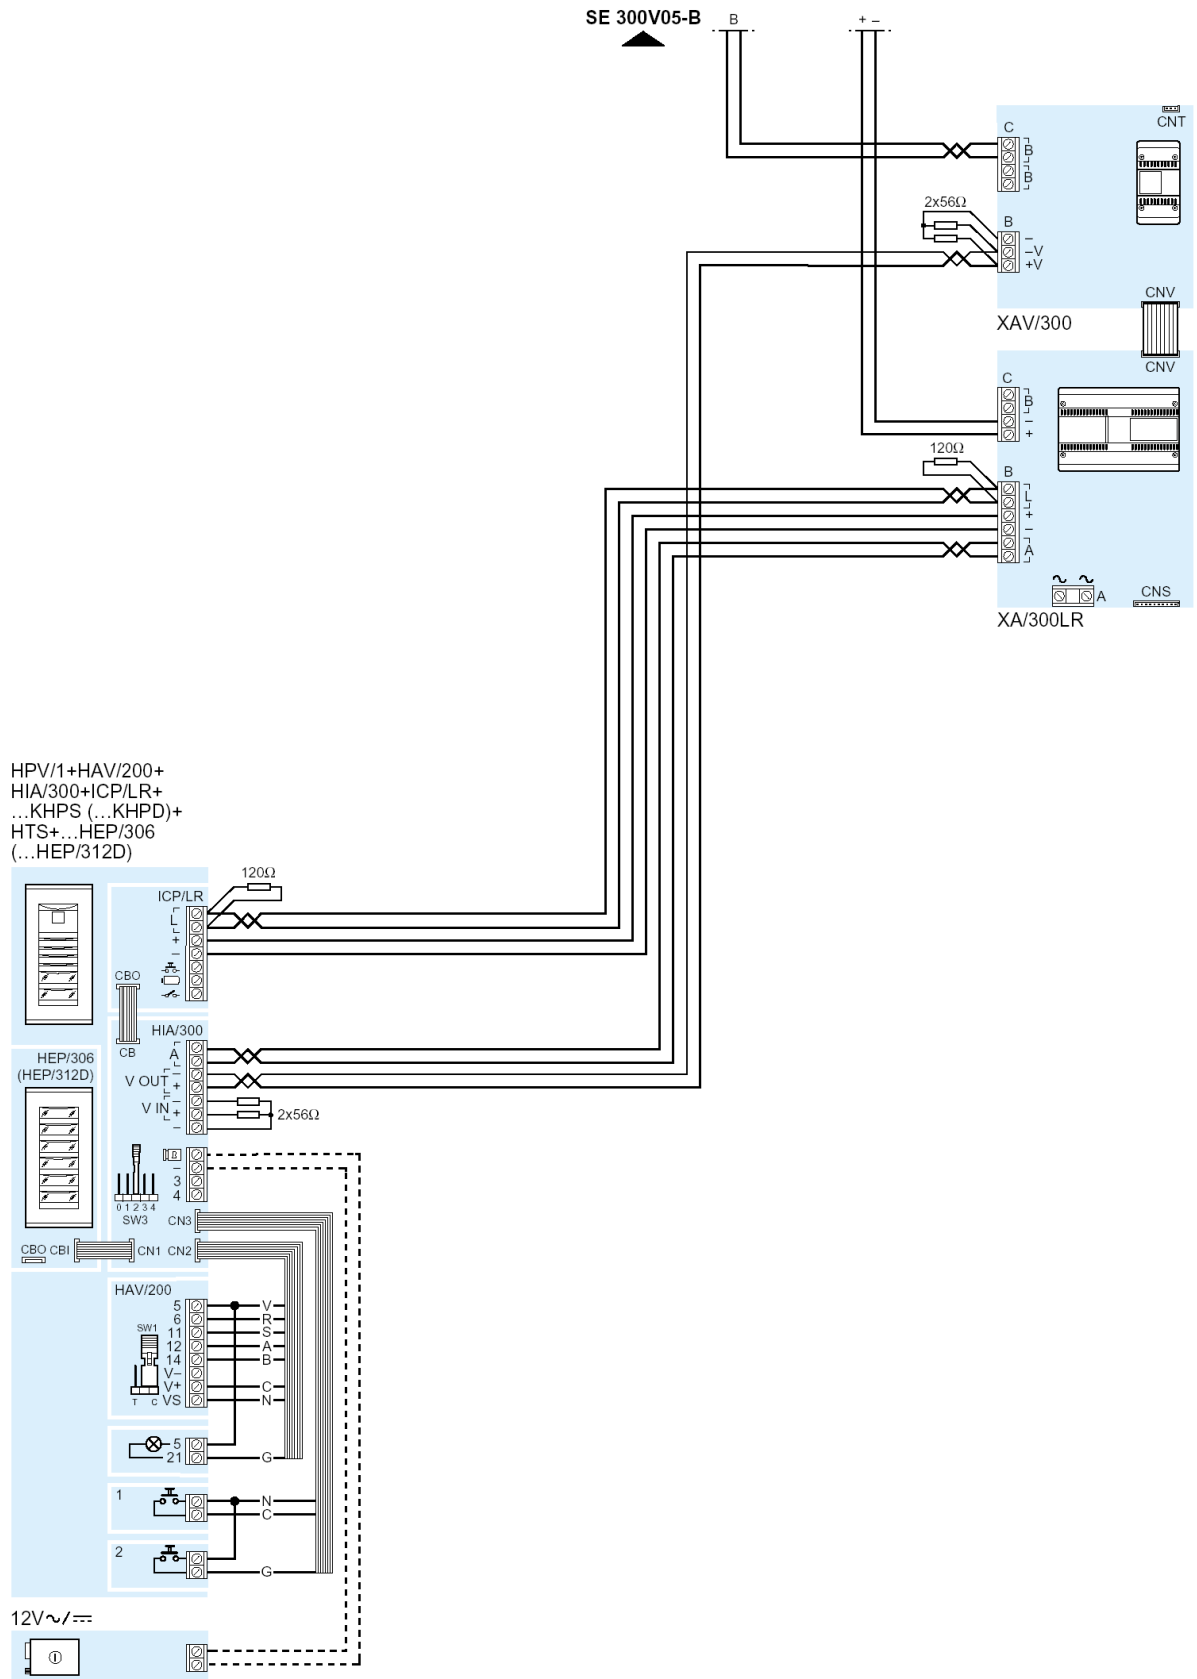 SE 300V05-B
B
+ –
CNT
C
B
B
2x56Ω
B
–
–V
+V
CNV
XAV/300
CNV
C
B
–
+
120Ω
B
L
+
–
A
∿ ∿
A
CNS
XA/300LR
HPV/1+HAV/200+
HIA/300+ICP/LR+
...KHPS (...KHPD)+
HTS+...HEP/306
(...HEP/312D)
120Ω
ICP/LR
L
+
–
CBO
CB
HIA/300
A
HEP/306
(HEP/312D)
V OUT
–
+
V IN
–
+
–
2x56Ω
–
3
4
0 1 2 3 4
SW3
CN3
CBO CBI
CN1 CN2
HAV/200
5 V
6 R
SW1
11 S
12 A
14 B
V–
V+ C
T C
VS N
5
21 G
1
N
C
2
G
12V∿/⎓